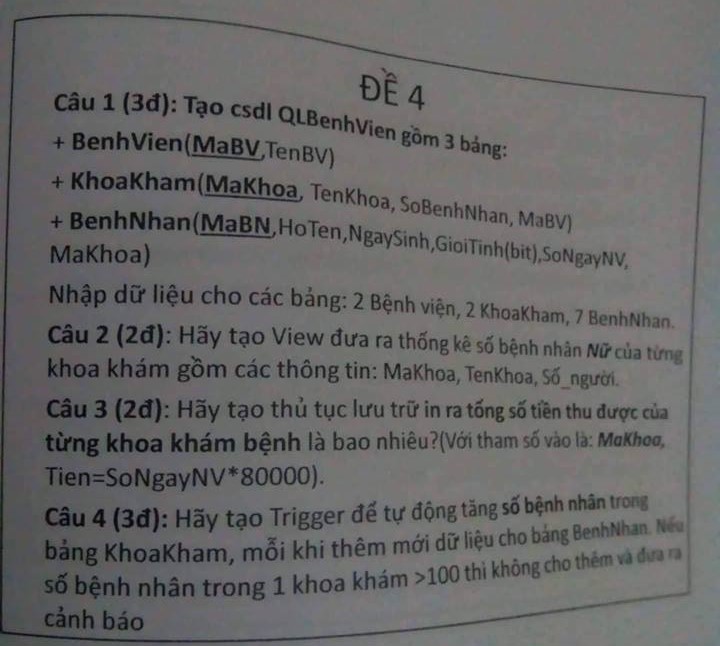 ĐỀ 4
Câu 1 (3đ): Tạo csdl QLBenhVien gồm 3 bảng:
+ BenhVien(MaBV,TenBV)
+ KhoaKham(MaKhoa, TenKhoa, SoBenhNhan, MaBV)
+ BenhNhan(MaBN,HoTen,NgaySinh,GioiTinh(bit),SoNgayNV,
MaKhoa)
Nhập dữ liệu cho các bảng: 2 Bệnh viện, 2 KhoaKham, 7 BenhNhan.
Câu 2 (2đ): Hãy tạo View đưa ra thống kê số bệnh nhân Nữ của từng
khoa khám gồm các thông tin: MaKhoa, TenKhoa, Số_người.
Câu 3 (2đ): Hãy tạo thủ tục lưu trữ in ra tổng số tiền thu được của
từng khoa khám bệnh là bao nhiêu?(Với tham số vào là: MaKhoa,
Tien=SoNgayNV*80000).
Câu 4 (3đ): Hãy tạo Trigger để tự động tăng số bệnh nhân trong
bảng KhoaKham, mỗi khi thêm mới dữ liệu cho bảng BenhNhan. Nếu
số bệnh nhân trong 1 khoa khám >100 thì không cho thêm và đưa ra
cảnh báo